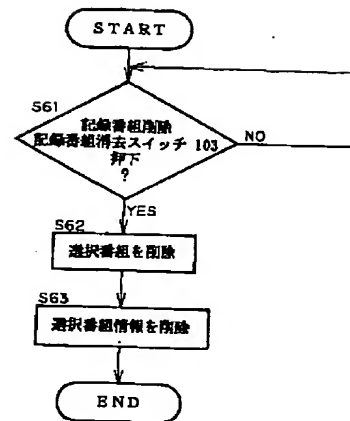 START
S61
記録番組削除
記録番組消去スイッチ 103
押下
?
NO
YES
S62
選択番組を削除
S63
選択番組情報を削除
END